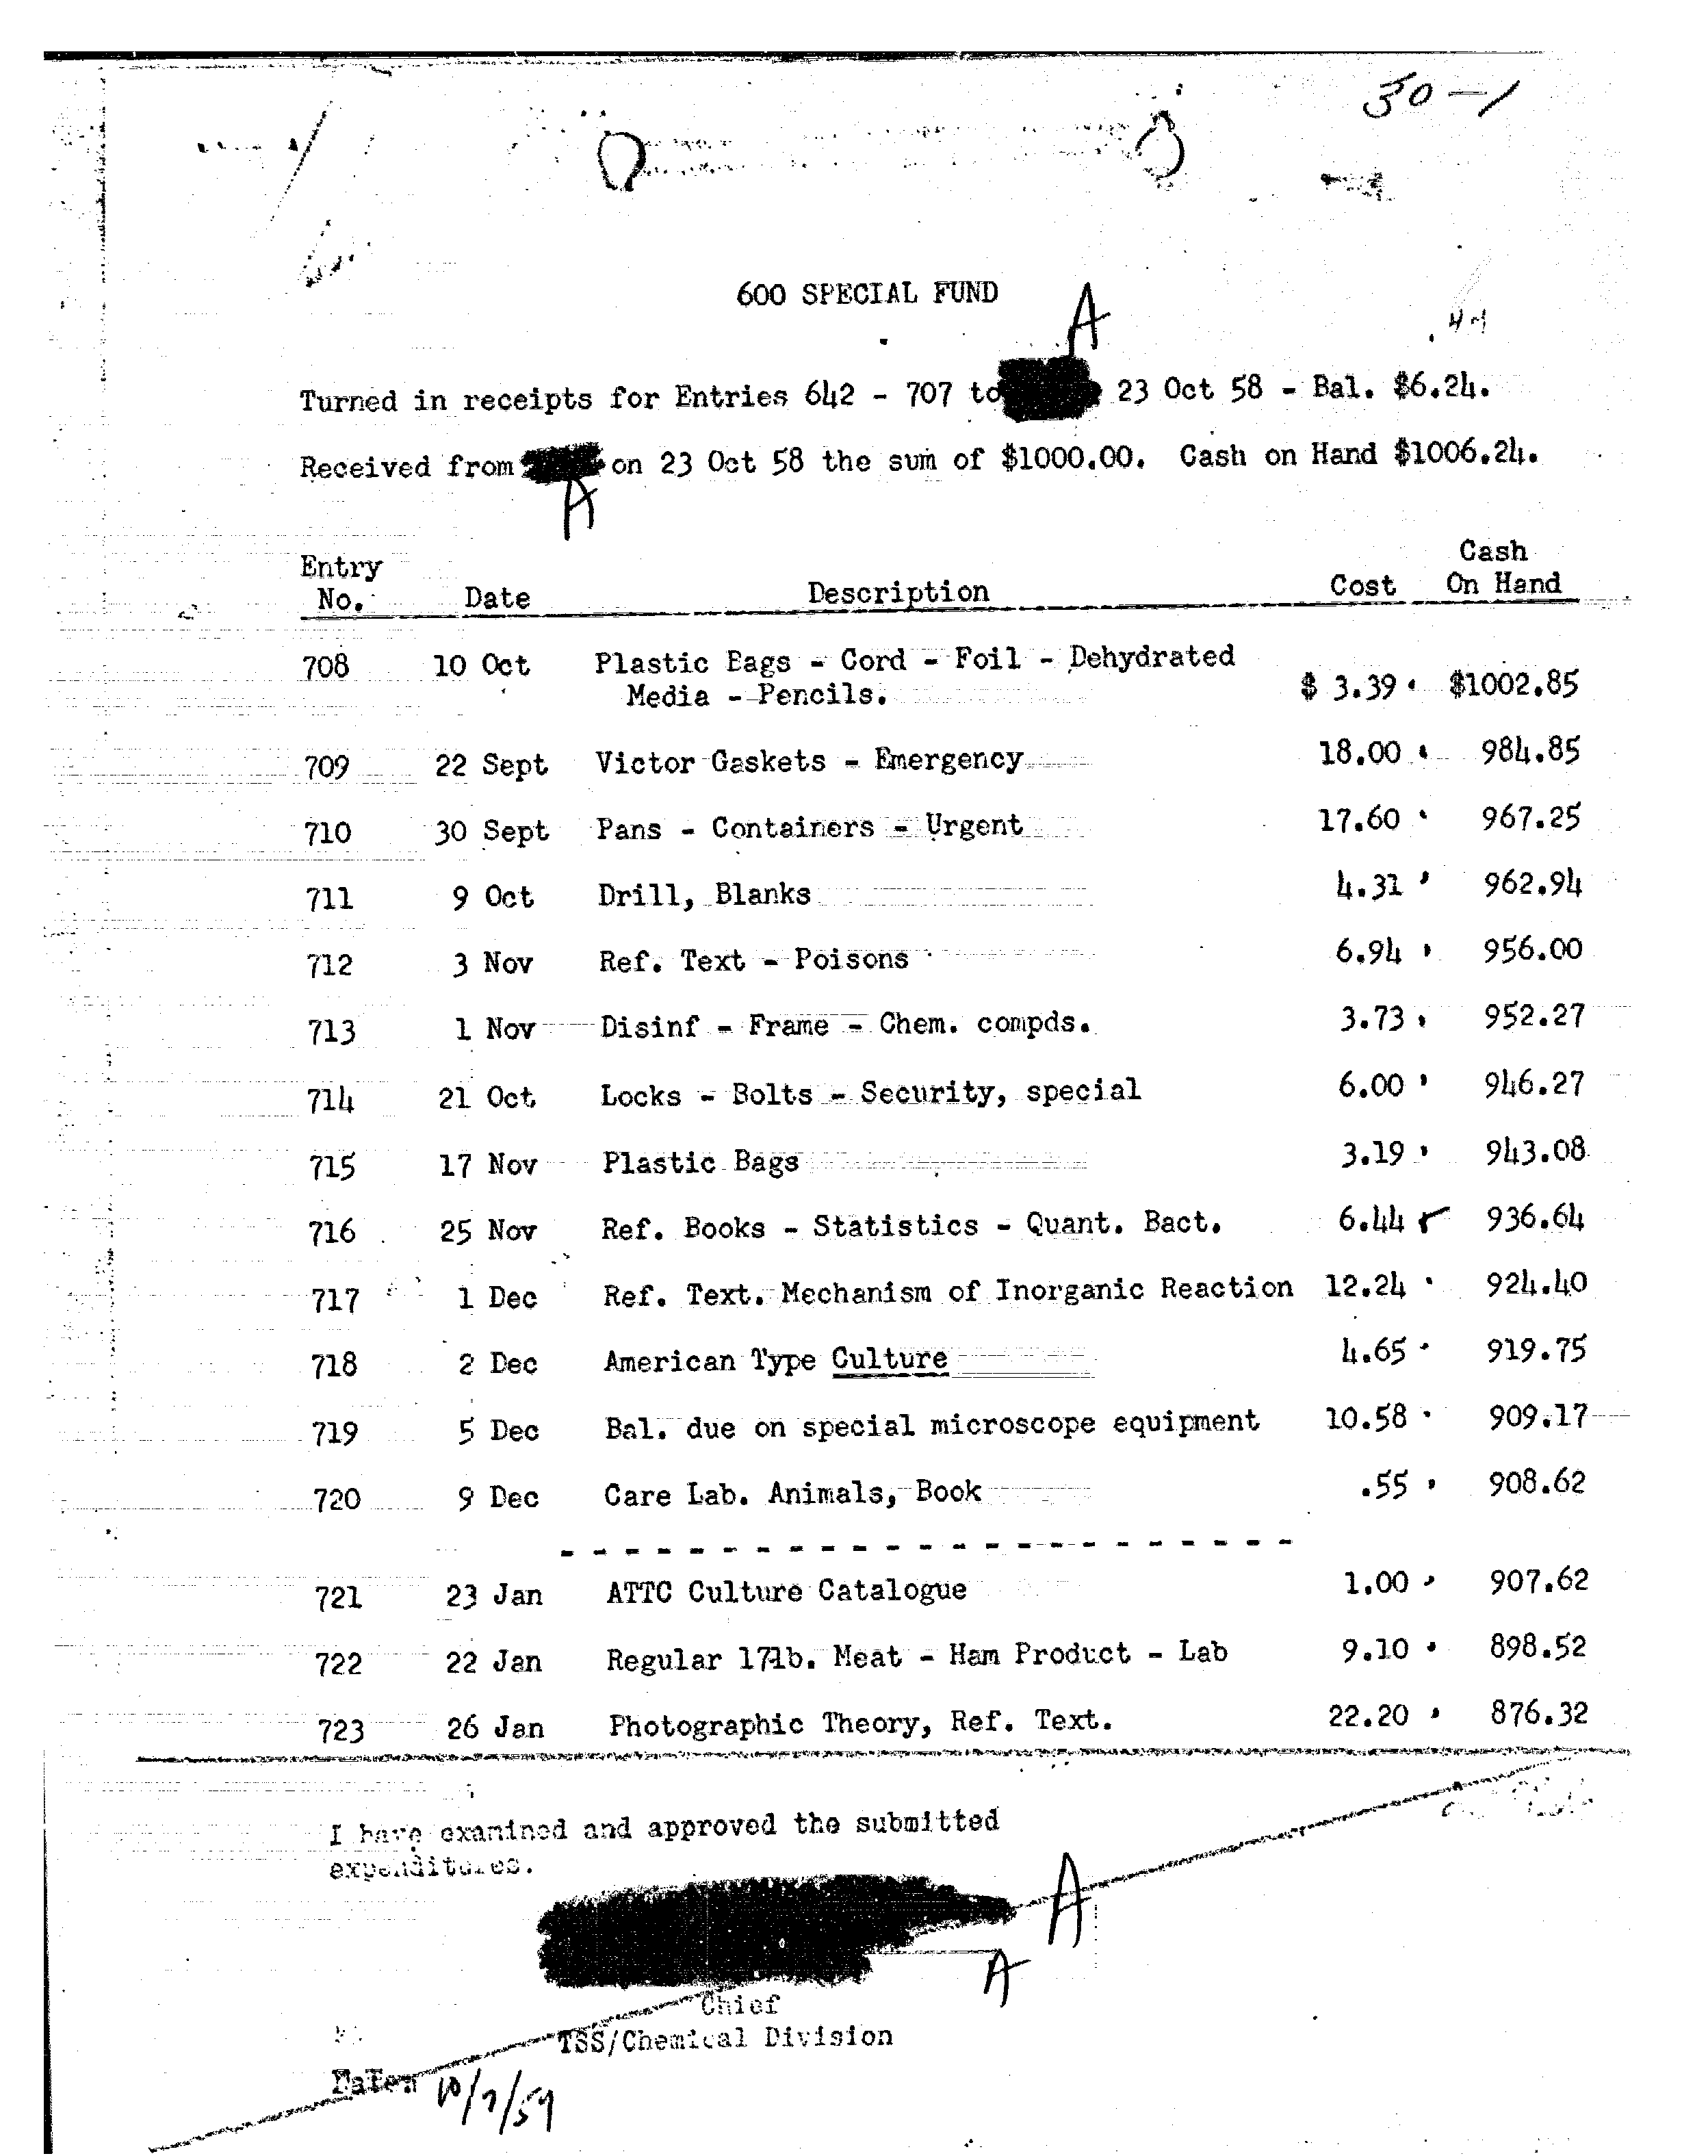 30-1
600 SPECIAL FUND
A
Turned in receipts for Entries 642 - 707 to 23 Oct 58 - Bal. $6.24.
Received from on 23 Oct 58 the sum of $1000.00. Cash on Hand $1006.24.
A
Entry No. Date Description Cost Cash On Hand
708 10 Oct Plastic Bags - Cord - Foil - Dehydrated
Media - Pencils. $ 3.39 $1002.85
709 22 Sept Victor Gaskets - Emergency 18.00 984.85
710 30 Sept Pans - Containers - Urgent 17.60 967.25
711 9 Oct Drill, Blanks 4.31 962.94
712 3 Nov Ref. Text - Poisons 6.94 956.00
713 1 Nov Disinf - Frame - Chem. compds. 3.73 952.27
714 21 Oct Locks - Bolts - Security, special 6.00 946.27
715 17 Nov Plastic Bags 3.19 943.08
716 25 Nov Ref. Books - Statistics - Quant. Bact. 6.44 936.64
717 1 Dec Ref. Text. Mechanism of Inorganic Reaction 12.24 924.40
718 2 Dec American Type Culture 4.65 919.75
719 5 Dec Bal. due on special microscope equipment 10.58 909.17
720 9 Dec Care Lab. Animals, Book .55 908.62
721 23 Jan ATTC Culture Catalogue 1.00 907.62
722 22 Jan Regular 17lb. Meat - Ham Product - Lab 9.10 898.52
723 26 Jan Photographic Theory, Ref. Text. 22.20 876.32
I have examined and approved the submitted
expenditures.
A
A
Chief
TSS/Chemical Division
Date: